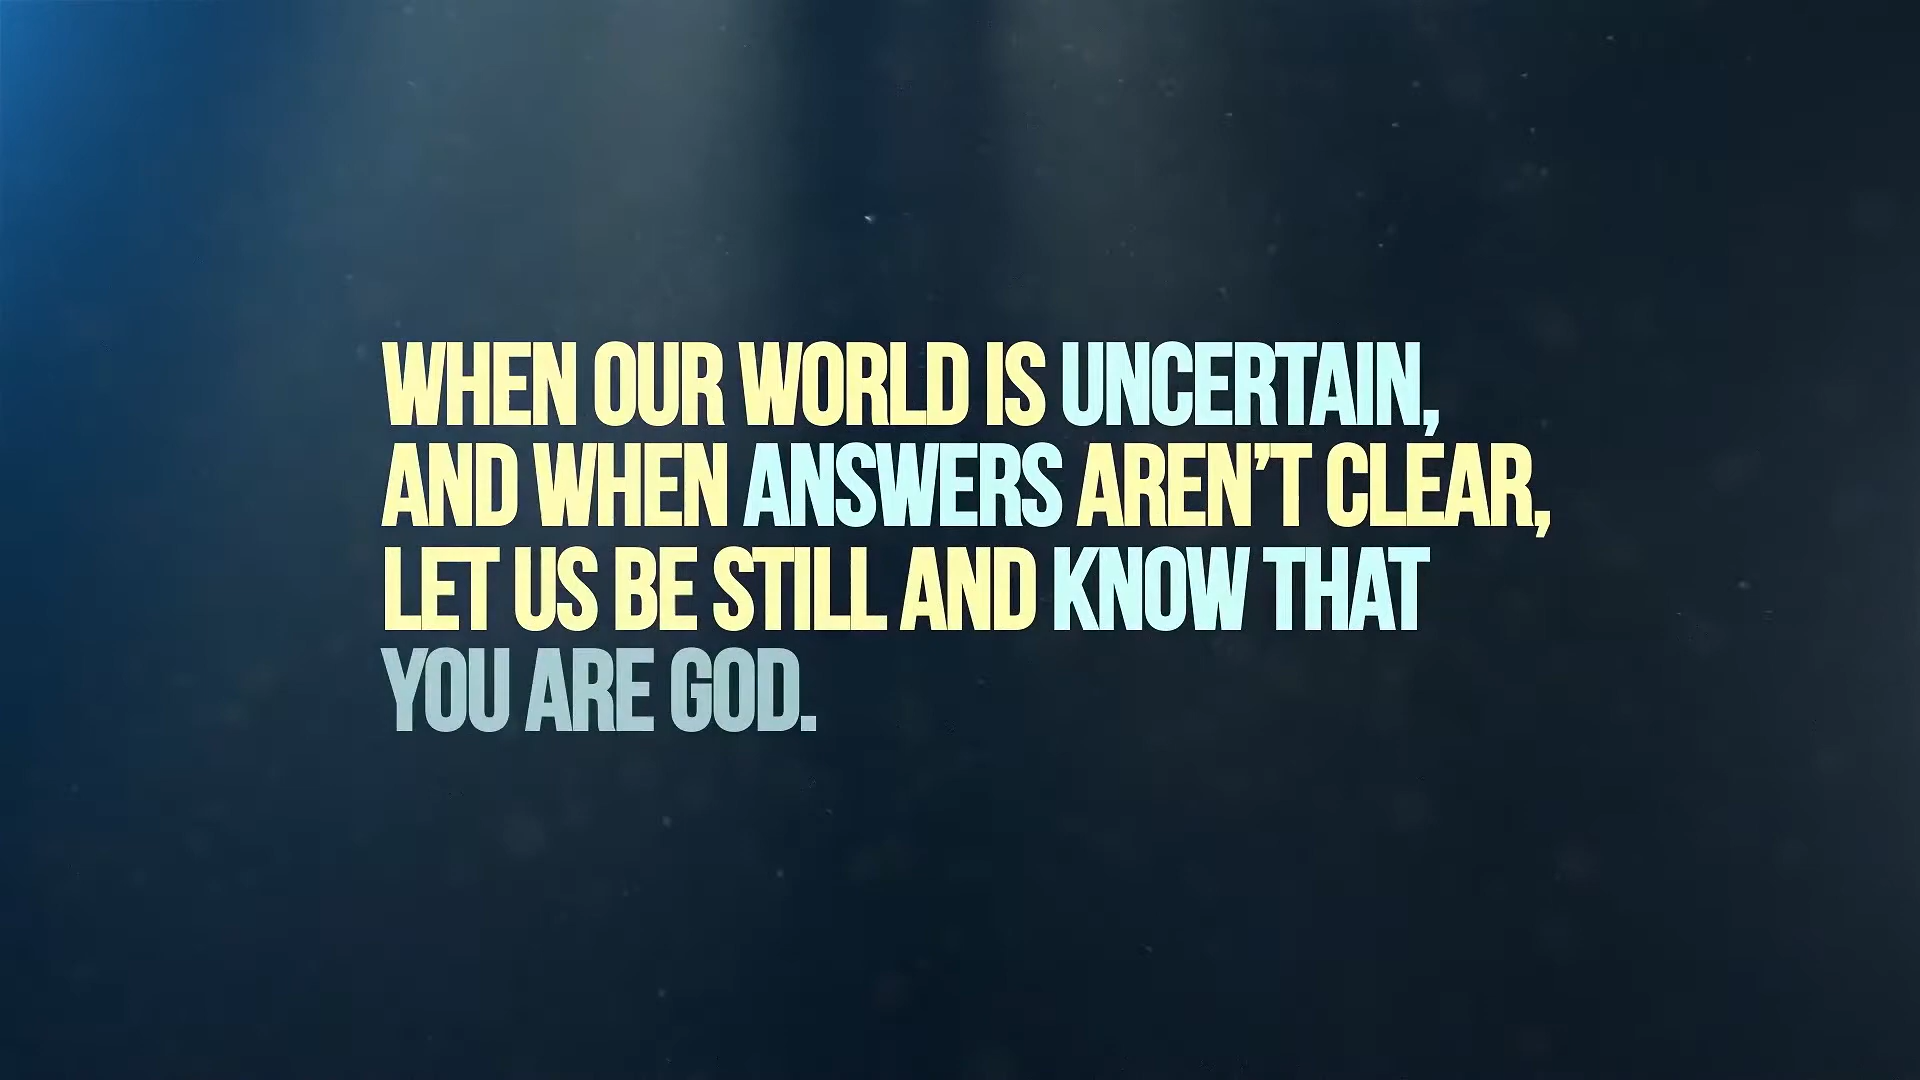 WHEN OUR WORLD IS UNCERTAIN,
AND WHEN ANSWERS AREN'T CLEAR,
LET US BE STILL AND KNOW THAT
YOU ARE GOD.